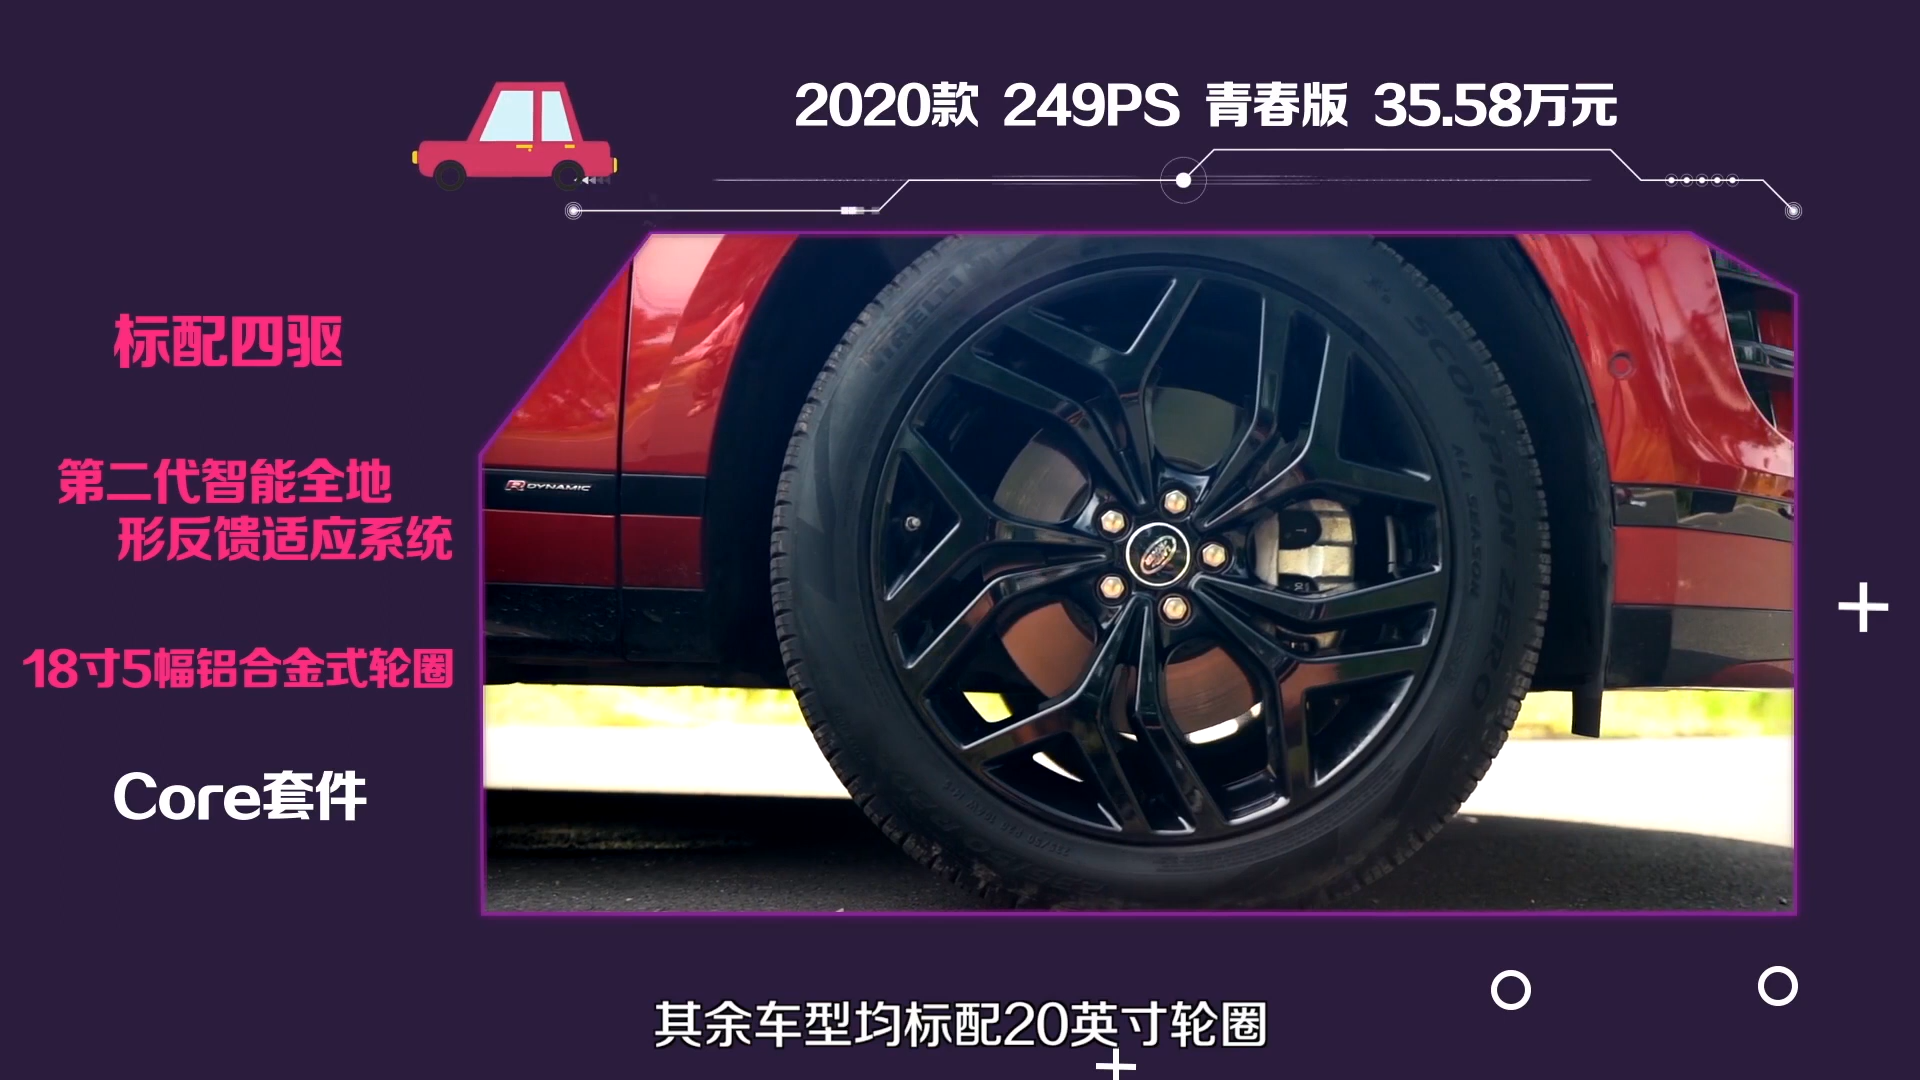 2020款 249PS 青春版 35.58万元
标配四驱
第二代智能全地
形反馈适应系统
18寸5幅铝合金式轮圈
Core套件
R DYNAMIC
PIRELLI
SCORPION ZERO
ALL SEASON
其余车型均标配20英寸轮圈